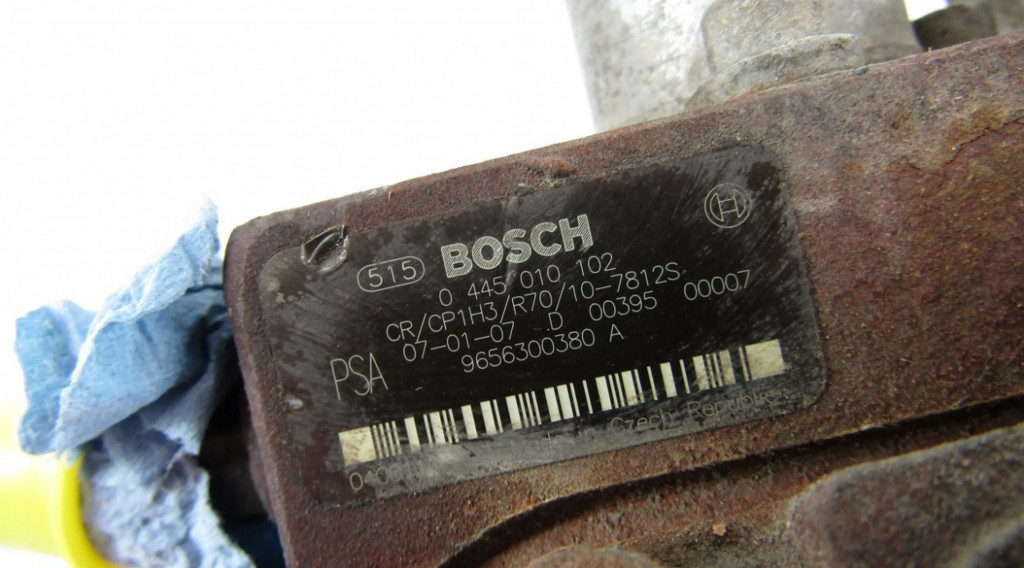 515 BOSCH
0 445 010 102
CR/CP1H3/R70/10-7812S
07-01-07 D 00395 00007
PSA 9656300380 A
Czech Republic